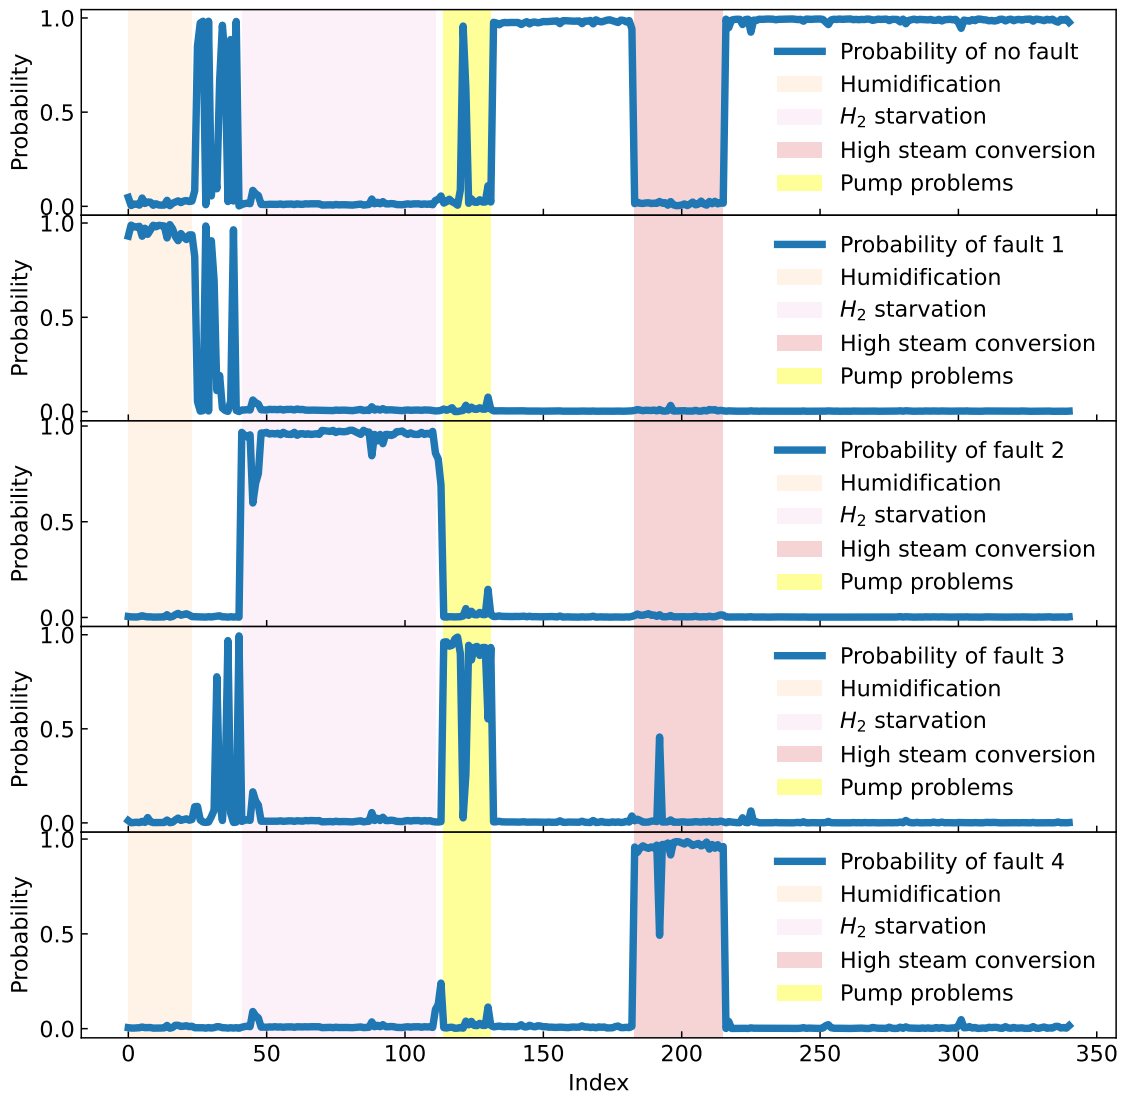 1.0
0.5
0.0
Probability
Probability of no fault
Humidification
H₂ starvation
High steam conversion
Pump problems
1.0
0.5
0.0
Probability
Probability of fault 1
Humidification
H₂ starvation
High steam conversion
Pump problems
1.0
0.5
0.0
Probability
Probability of fault 2
Humidification
H₂ starvation
High steam conversion
Pump problems
1.0
0.5
0.0
Probability
Probability of fault 3
Humidification
H₂ starvation
High steam conversion
Pump problems
1.0
0.5
0.0
Probability
Probability of fault 4
Humidification
H₂ starvation
High steam conversion
Pump problems
0 50 100 150 200 250 300 350
Index